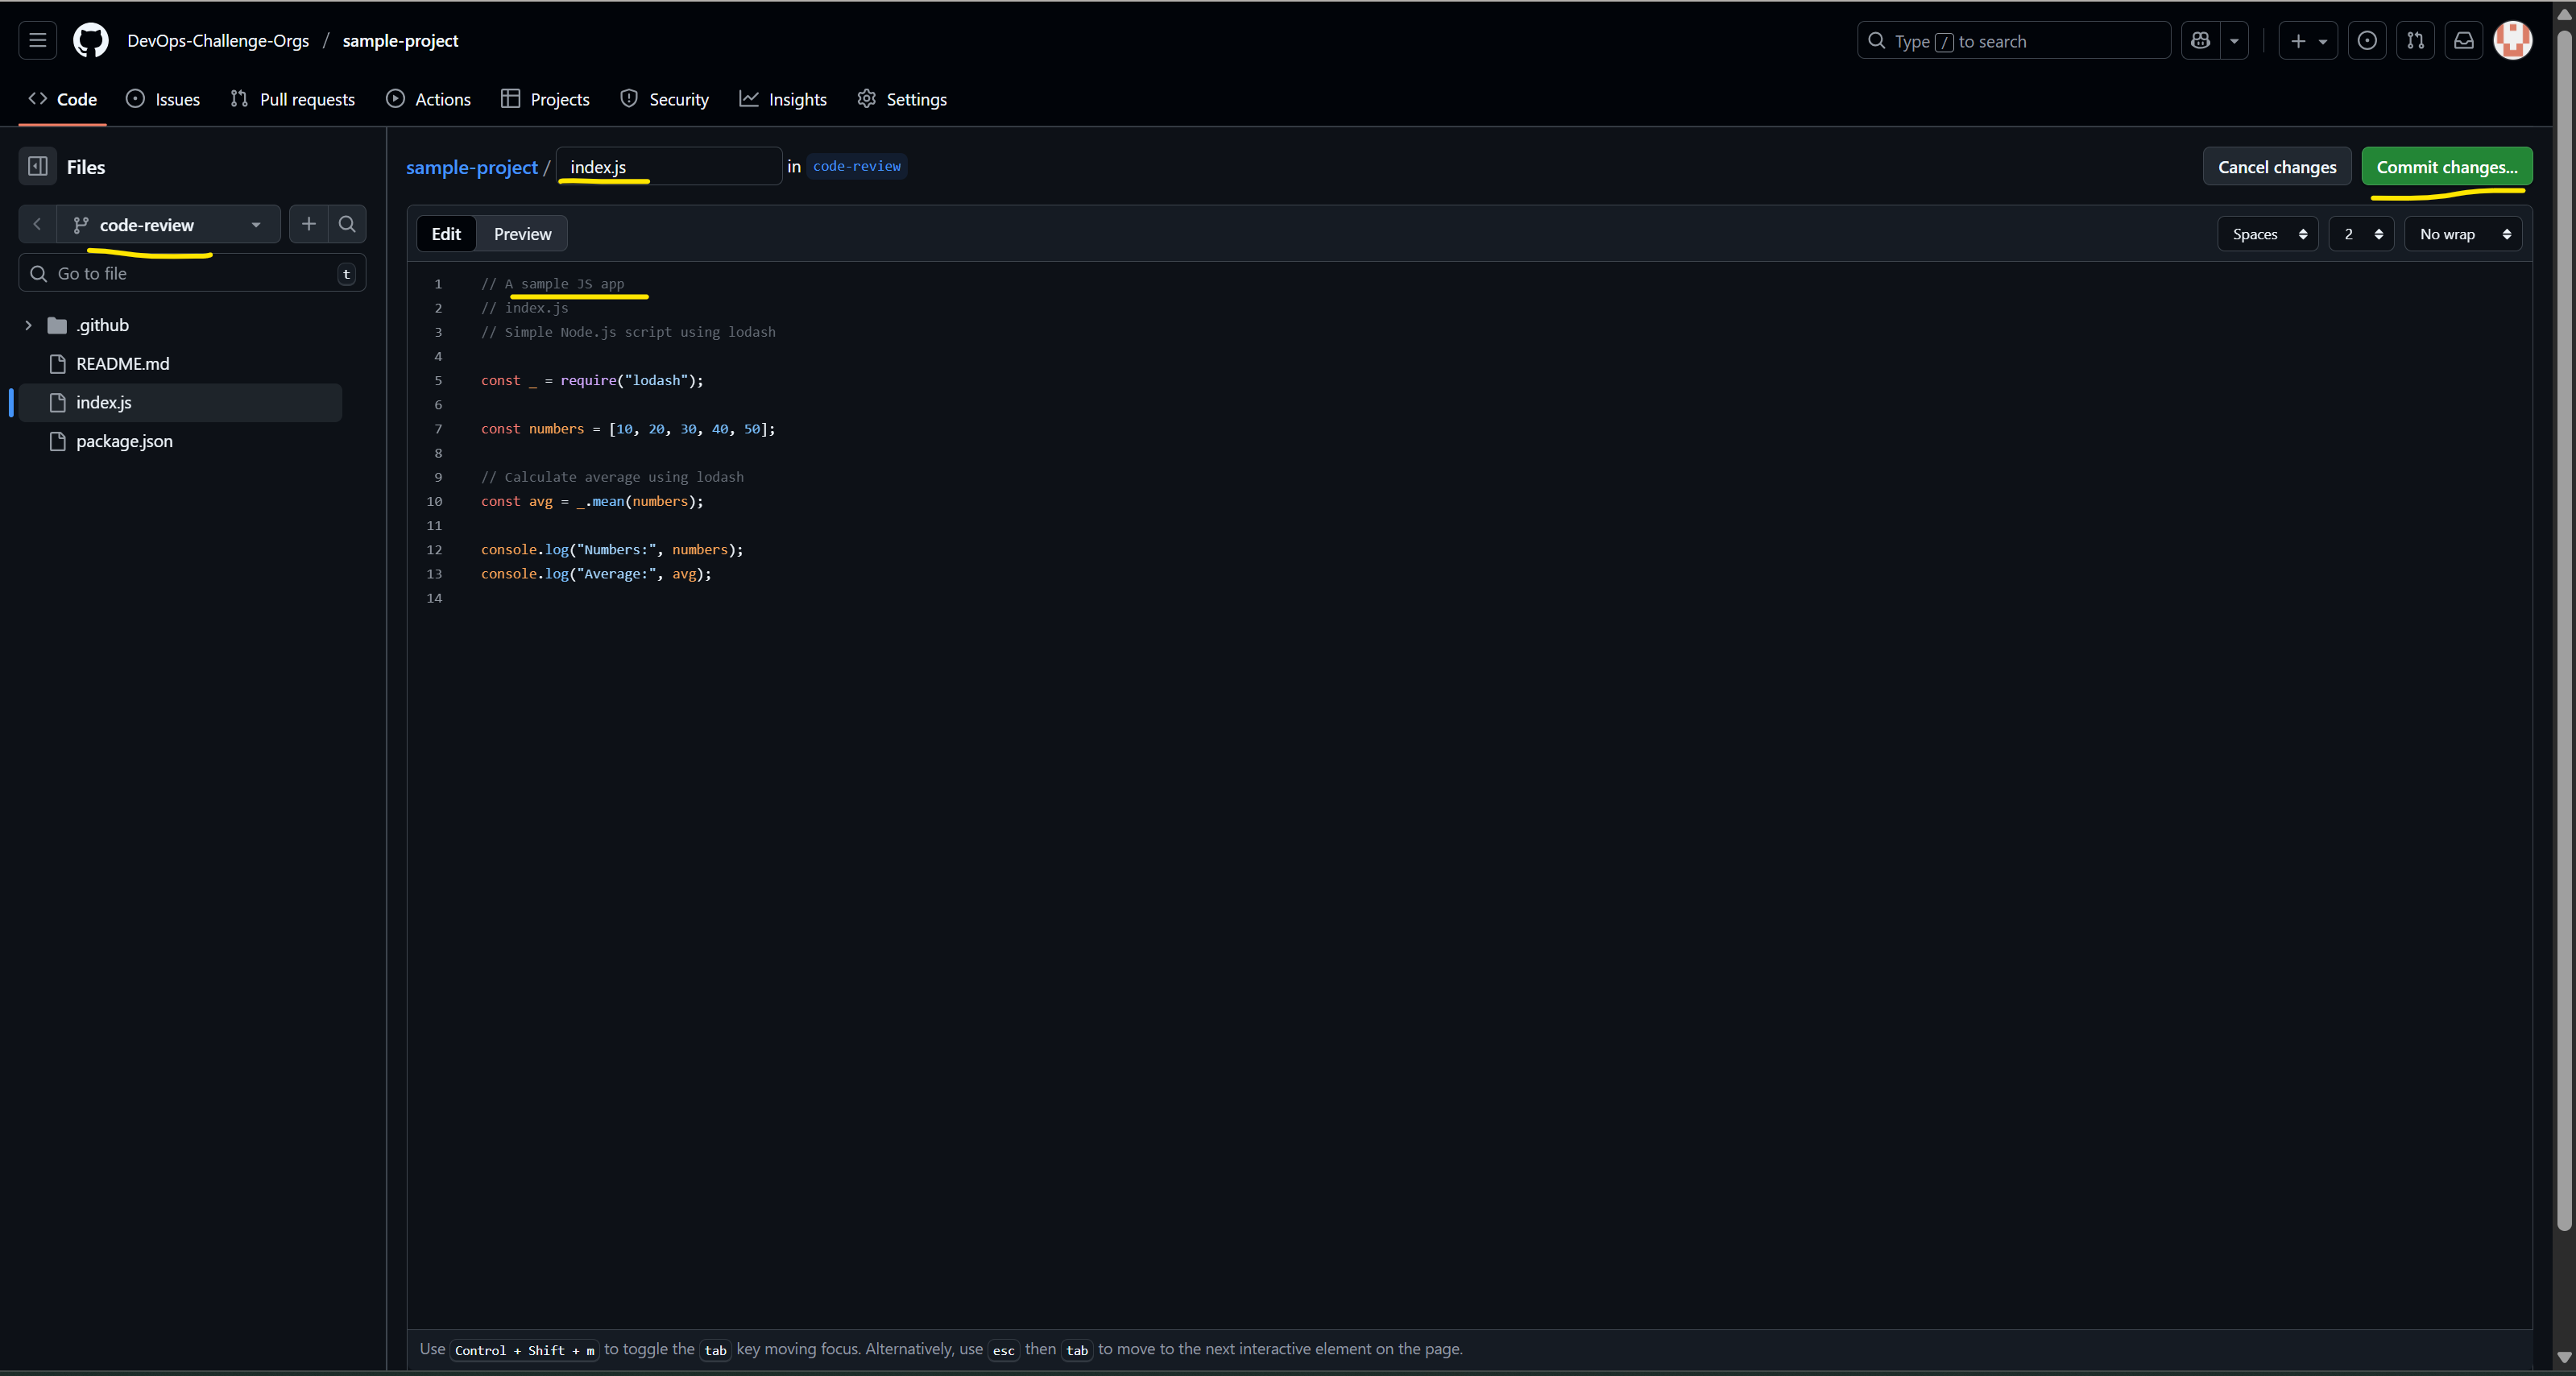 DevOps-Challenge-Orgs / sample-project
Type / to search
Code Issues Pull requests Actions Projects Security Insights Settings
Files
code-review
Go to file t
.github
README.md
index.js
package.json
sample-project / index.js in code-review
Cancel changes Commit changes...
Edit Preview
Spaces 2 No wrap
1 // A sample JS app
2 // index.js
3 // Simple Node.js script using lodash
4
5 const _ = require("lodash");
6
7 const numbers = [10, 20, 30, 40, 50];
8
9 // Calculate average using lodash
10 const avg = _.mean(numbers);
11
12 console.log("Numbers:", numbers);
13 console.log("Average:", avg);
14
Use Control + Shift + m to toggle the tab key moving focus. Alternatively, use esc then tab to move to the next interactive element on the page.